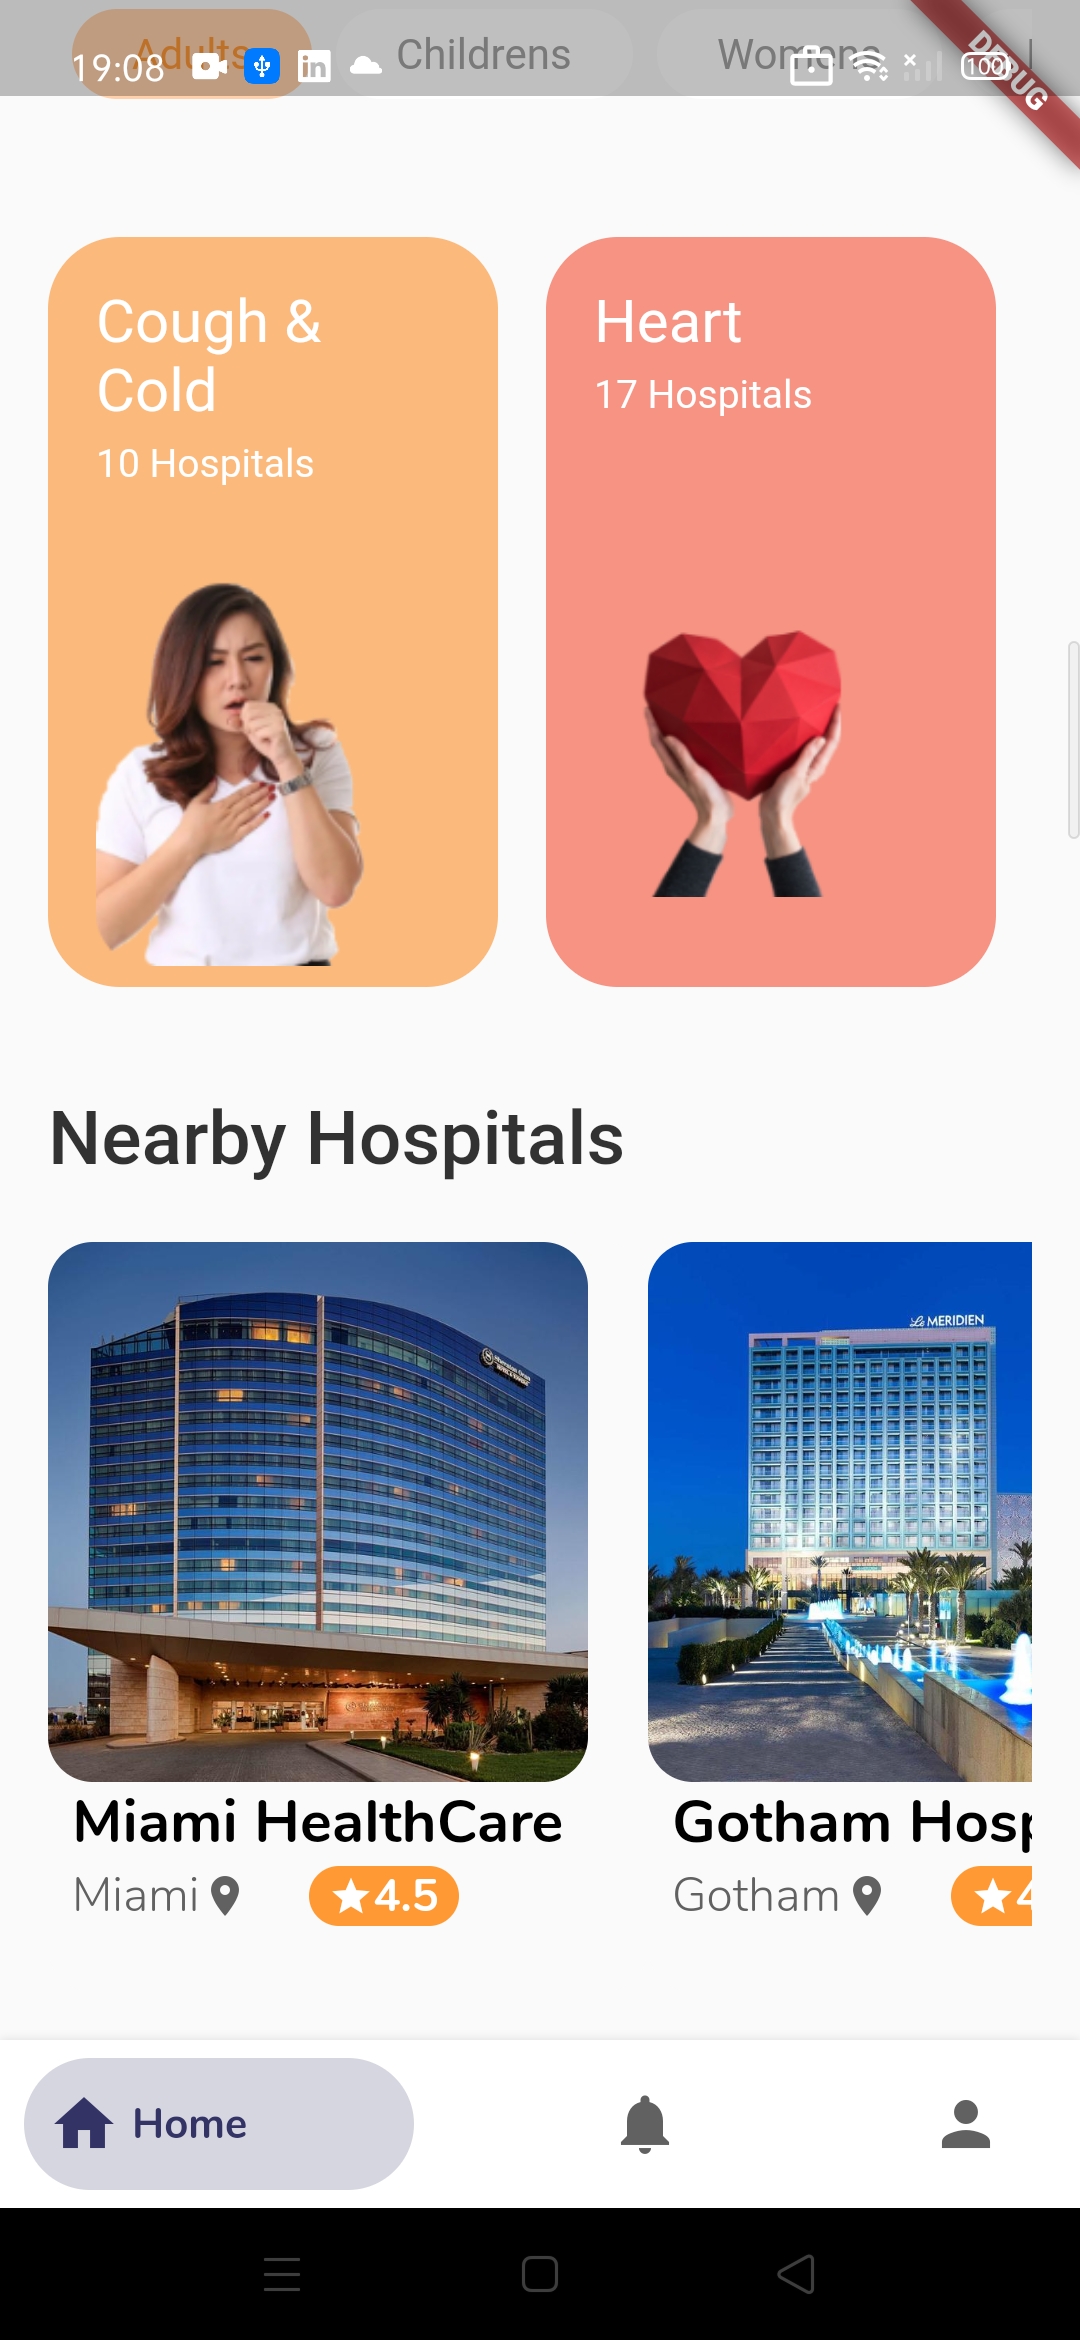 Adults Childrens Womens
19:08 100
DEBUG
Cough &
Cold
10 Hospitals
Heart
17 Hospitals
Nearby Hospitals
Le MERIDIEN
Miami HealthCare
Miami 4.5
Gotham Hosp
Gotham 4
Home